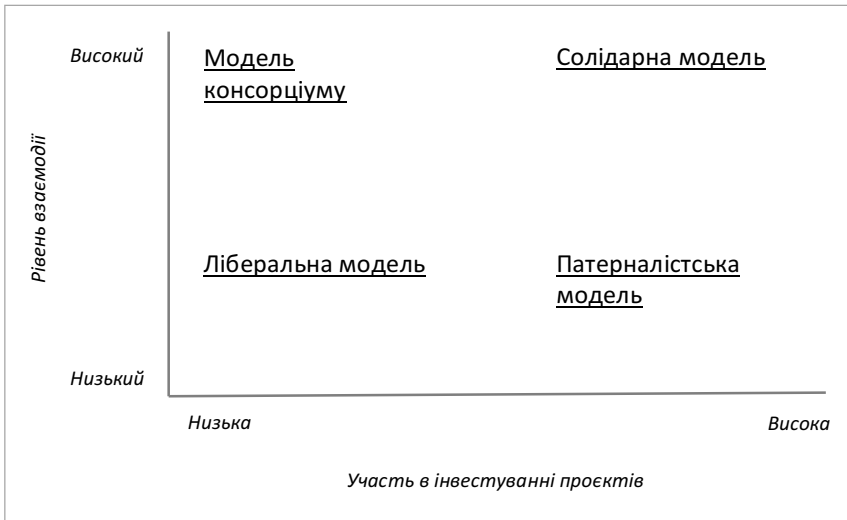 Високий
Модель
консорціуму
Солідарна модель
Рівень взаємодії
Ліберальна модель
Патерналістська
модель
Низький
Низька
Висока
Участь в інвестуванні проєктів